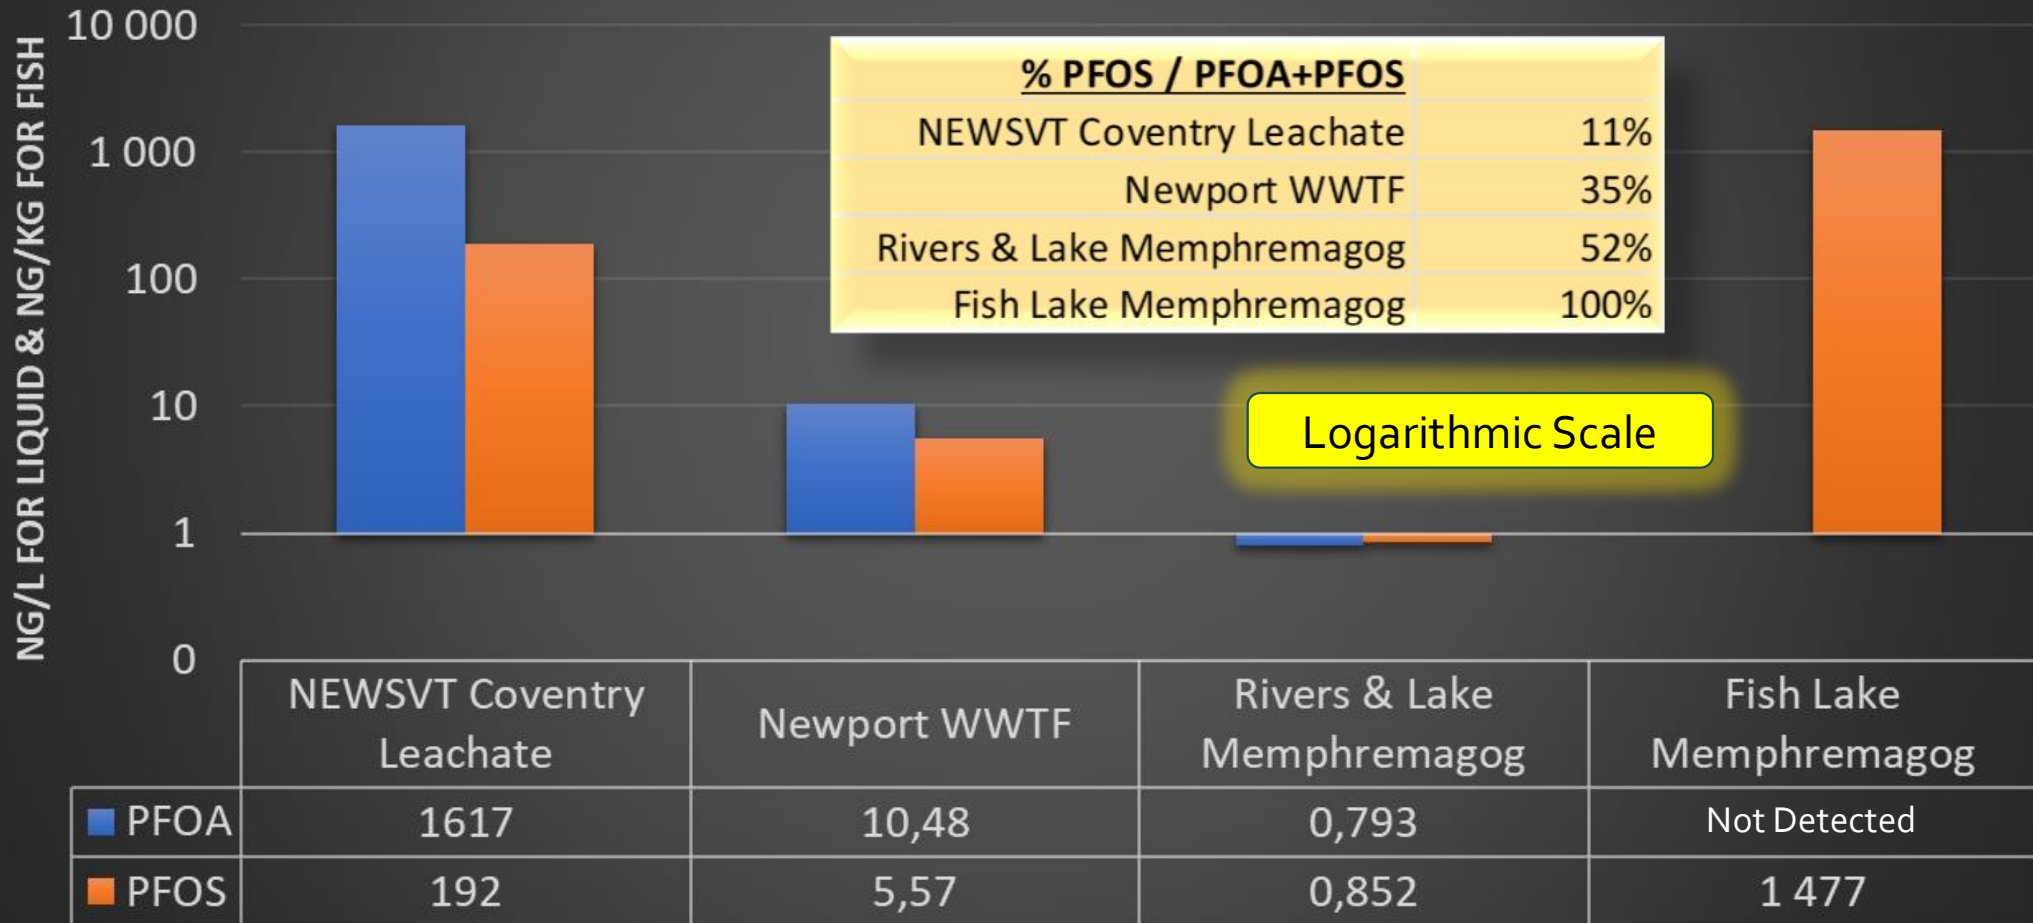 NG/L FOR LIQUID & NG/KG FOR FISH
10 000
1 000
100
10
1
0
% PFOS / PFOA+PFOS
NEWSVT Coventry Leachate 11%
Newport WWTF 35%
Rivers & Lake Memphremagog 52%
Fish Lake Memphremagog 100%
Logarithmic Scale
NEWSVT Coventry
Leachate
Newport WWTF
Rivers & Lake
Memphremagog
Fish Lake
Memphremagog
PFOA 1617 10,48 0,793 Not Detected
PFOS 192 5,57 0,852 1 477